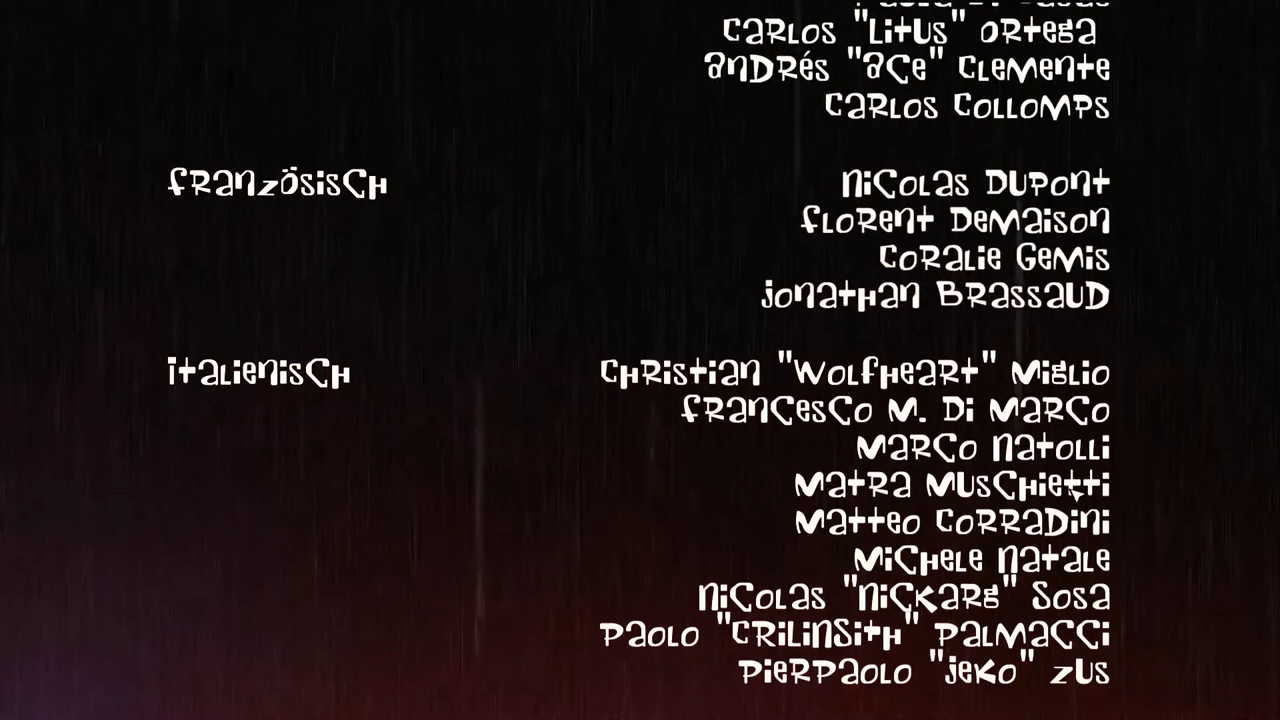 Carlos "Litus" Ortega
Andrés "Ace" Clemente
Carlos Collomps
Französisch
Nicolas Dupont
Florent Demaison
Coralie Gemis
Jonathan Brassaud
Italienisch
Christian "Wolfheart" Miglio
Francesco M. Di Marco
Marco Natolli
Matra Muschietti
Matteo Corradini
Michele Natale
Nicolas "Nickarg" Sosa
Paolo "Crilinsith" Palmacci
Pierpaolo "Jeko" Zus